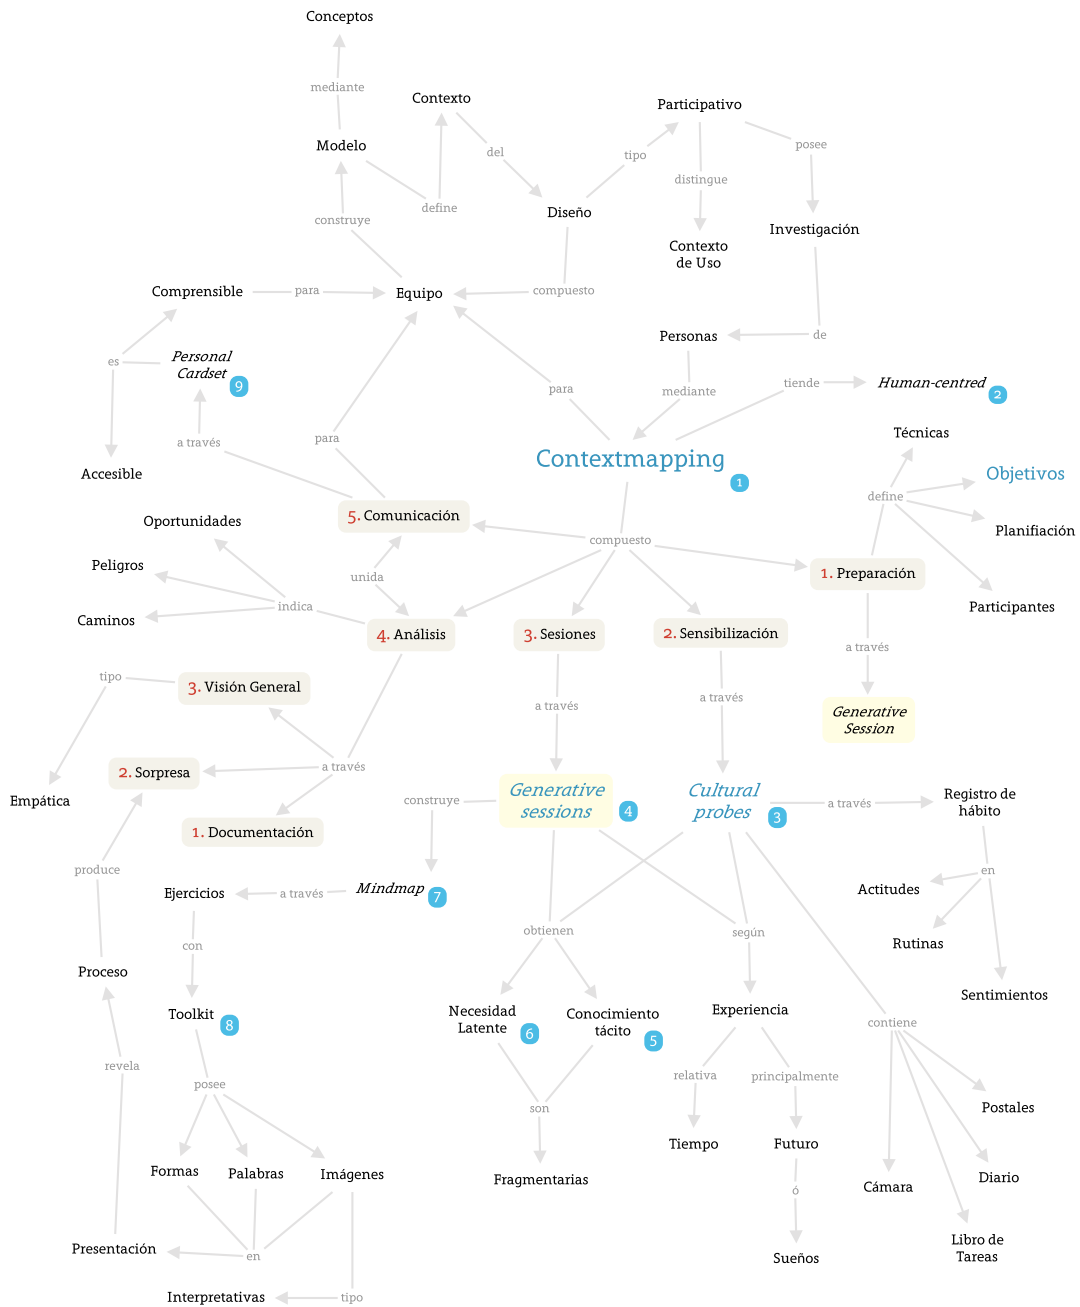 Conceptos
mediante
Contexto
Participativo
Modelo
del
tipo
posee
distingue
construye
define
Diseño
Investigación
Contexto
de Uso
Comprensible
para
Equipo
compuesto
Personas
de
es
Personal
Cardset
9
para
mediante
tiende
Human-centred
2
a través
para
Técnicas
Accesible
Contextmapping
1
Objetivos
define
Oportunidades
5. Comunicación
Planifiación
compuesto
Peligros
unida
1. Preparación
indica
Participantes
Caminos
4. Análisis
3. Sesiones
2. Sensibilización
a través
tipo
3. Visión General
a través
a través
Generative
Session
2. Sorpresa
a través
Empática
construye
Generative
sessions
4
Cultural
probes
3
a través
Registro de
hábito
1. Documentación
produce
en
Ejercicios
a través
Mindmap
7
Actitudes
con
obtienen
según
Rutinas
Proceso
Sentimientos
Toolkit
8
Necesidad
Latente
6
Conocimiento
tácito
5
Experiencia
contiene
revela
posee
relativa
principalmente
son
Postales
Tiempo
Futuro
Formas
Palabras
Imágenes
Fragmentarias
Cámara
Diario
ó
Presentación
en
Sueños
Libro de
Tareas
Interpretativas
tipo